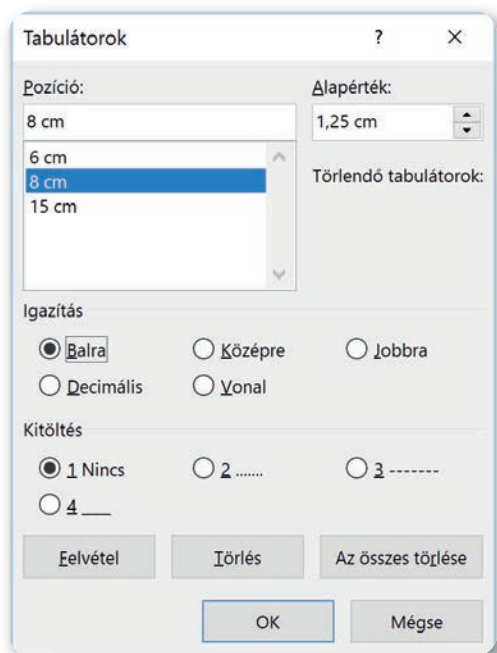 Tabulátorok ? ×
Pozíció: Alapérték:
8 cm 1,25 cm
6 cm
8 cm Törlendő tabulátorok:
15 cm
Igazítás
Balra Középre Jobbra
Decimális Vonal
Kitöltés
1 Nincs 2 ....... 3 -------
4 ___
Felvétel Törlés Az összes törlése
OK Mégse